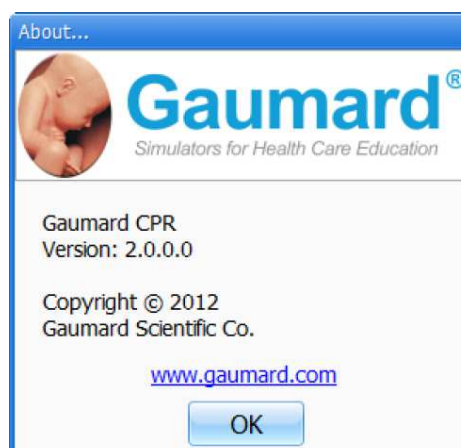 About...
Gaumard®
Simulators for Health Care Education
Gaumard CPR
Version: 2.0.0.0
Copyright © 2012
Gaumard Scientific Co.
www.gaumard.com
OK